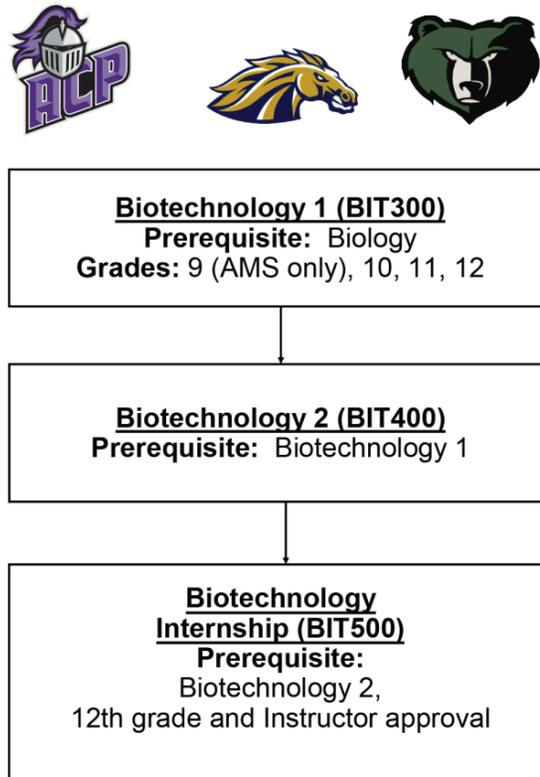 ACP
Biotechnology 1 (BIT300)
Prerequisite: Biology
Grades: 9 (AMS only), 10, 11, 12
Biotechnology 2 (BIT400)
Prerequisite: Biotechnology 1
Biotechnology
Internship (BIT500)
Prerequisite:
Biotechnology 2,
12th grade and Instructor approval